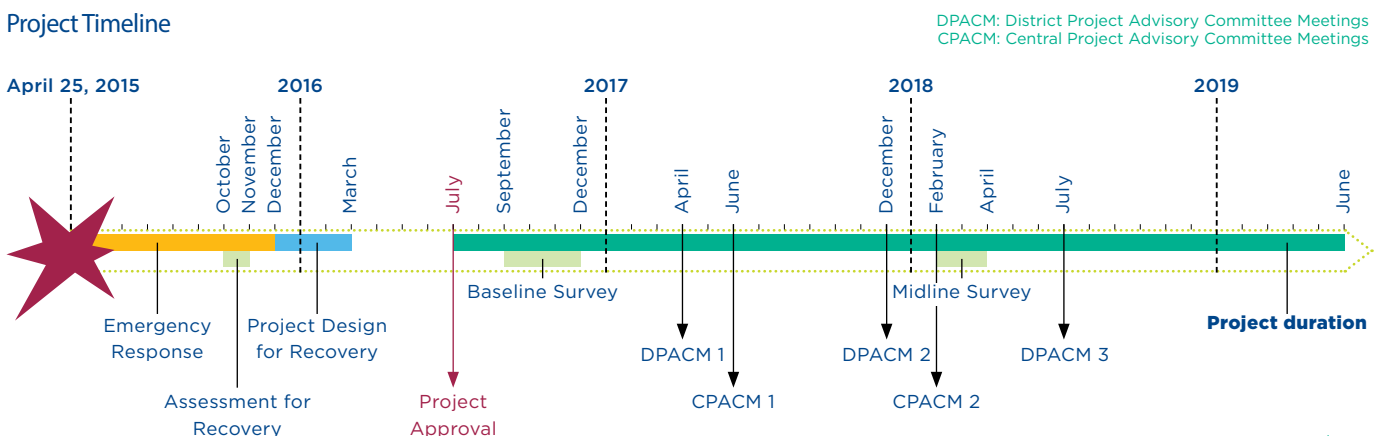 Project Timeline
DPACM: District Project Advisory Committee Meetings
CPACM: Central Project Advisory Committee Meetings
April 25, 2015
2016
2017
2018
2019
October
November
December
March
July
September
December
April
June
December
February
April
July
June
Baseline Survey
Midline Survey
Emergency
Response
Project Design
for Recovery
Project duration
DPACM 1
DPACM 2
DPACM 3
Assessment for
Recovery
Project
Approval
CPACM 1
CPACM 2